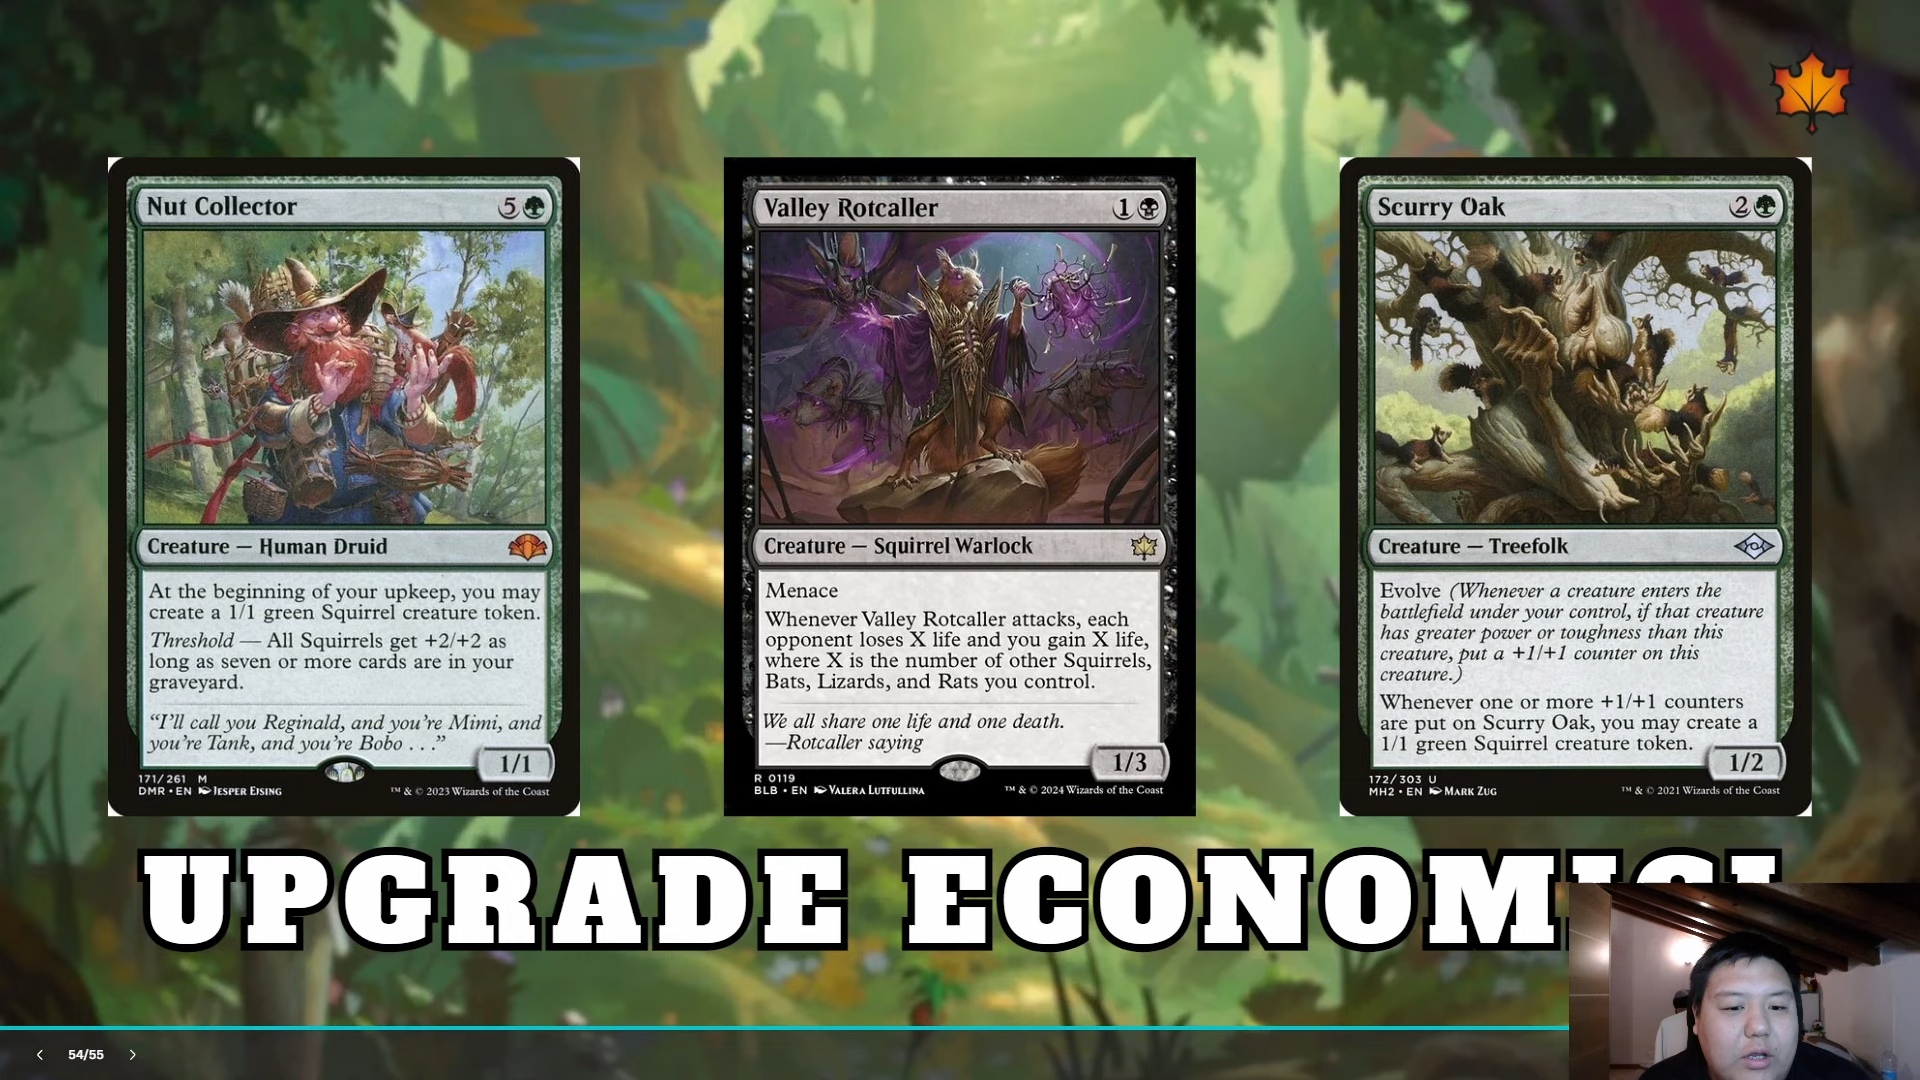 Nut Collector 5
At the beginning of your upkeep, you may
create a 1/1 green Squirrel creature token.
Threshold — All Squirrels get +2/+2 as
long as seven or more cards are in your
graveyard.
“I’ll call you Reginald, and you’re Mimi, and
you’re Tank, and you’re Bobo . . .”
Creature — Human Druid
1/1
171/261 M
DMR • EN Jesper Eising
™ & © 2023 Wizards of the Coast
Valley Rotcaller 1
Creature — Squirrel Warlock
Menace
Whenever Valley Rotcaller attacks, each
opponent loses X life and you gain X life,
where X is the number of other Squirrels,
Bats, Lizards, and Rats you control.
We all share one life and one death.
—Rotcaller saying
1/3
R 0119
BLB • EN Valera Lutfullina
™ & © 2024 Wizards of the Coast
Scurry Oak 2
Creature — Treefolk
Evolve (Whenever a creature enters the
battlefield under your control, if that creature
has greater power or toughness than this
creature, put a +1/+1 counter on this
creature.)
Whenever one or more +1/+1 counters
are put on Scurry Oak, you may create a
1/1 green Squirrel creature token.
1/2
172/303 U
MH2 • EN Mark Zug
™ & © 2021 Wizards of the Coast
UPGRADE ECONOMICI
54/55